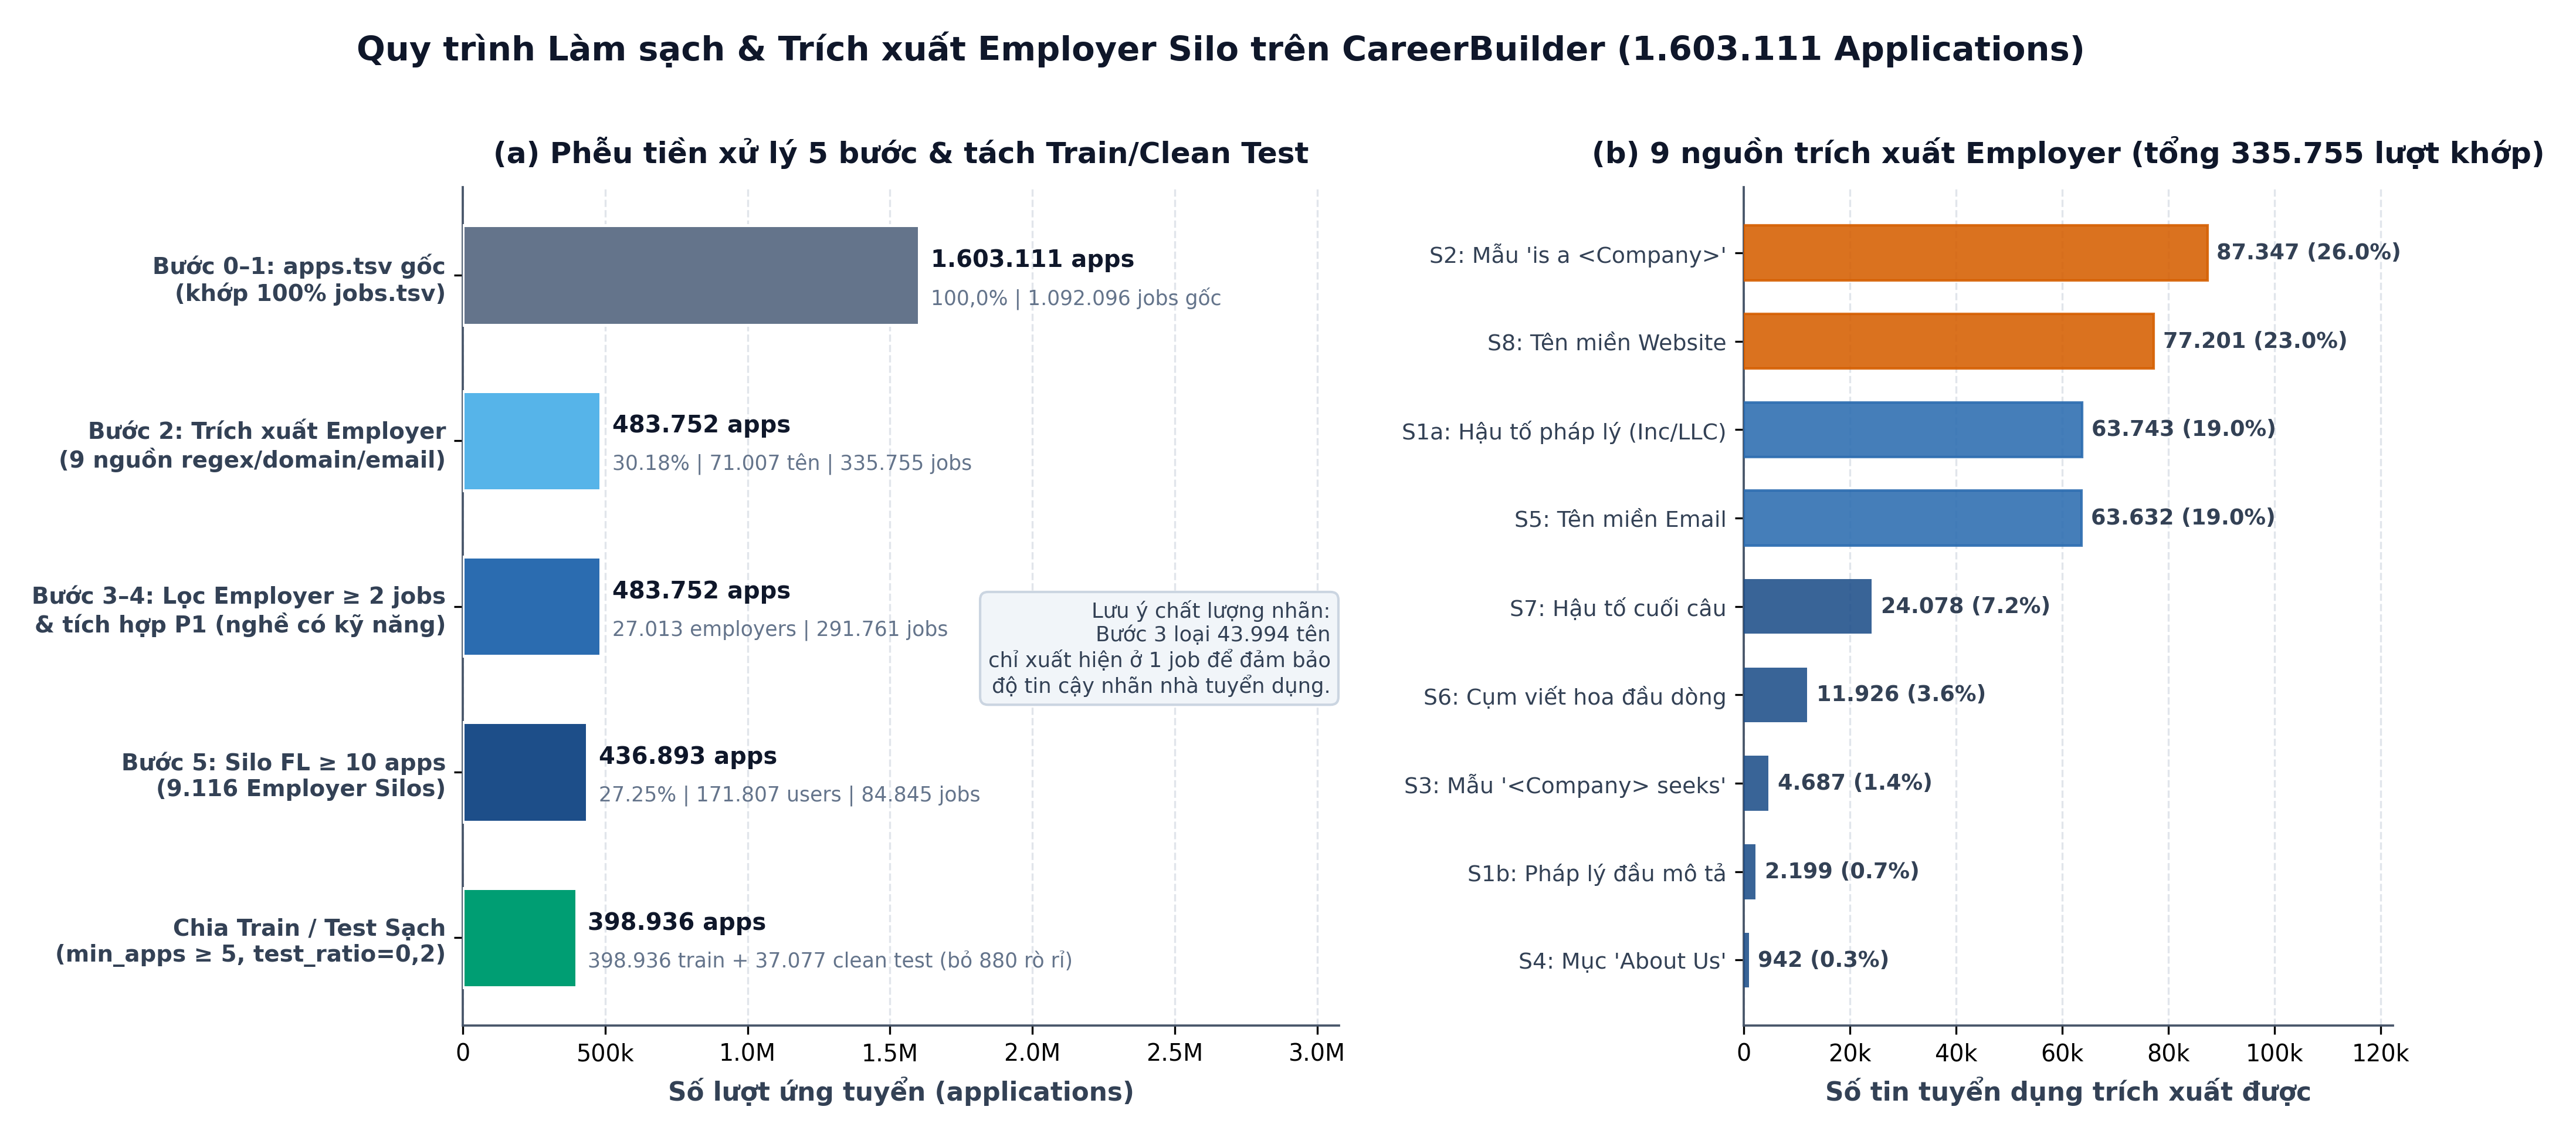 Quy trình Làm sạch & Trích xuất Employer Silo trên CareerBuilder (1.603.111 Applications)
(a) Phễu tiền xử lý 5 bước & tách Train/Clean Test
Bước 0–1: apps.tsv gốc
(khớp 100% jobs.tsv)
1.603.111 apps
100,0% | 1.092.096 jobs gốc
Bước 2: Trích xuất Employer
(9 nguồn regex/domain/email)
483.752 apps
30.18% | 71.007 tên | 335.755 jobs
Bước 3–4: Lọc Employer ≥ 2 jobs
& tích hợp P1 (nghề có kỹ năng)
483.752 apps
27.013 employers | 291.761 jobs
Lưu ý chất lượng nhãn:
Bước 3 loại 43.994 tên
chỉ xuất hiện ở 1 job để đảm bảo
độ tin cậy nhãn nhà tuyển dụng.
Bước 5: Silo FL ≥ 10 apps
(9.116 Employer Silos)
436.893 apps
27.25% | 171.807 users | 84.845 jobs
Chia Train / Test Sạch
(min_apps ≥ 5, test_ratio=0,2)
398.936 apps
398.936 train + 37.077 clean test (bỏ 880 rò rỉ)
0 500k 1.0M 1.5M 2.0M 2.5M 3.0M
Số lượt ứng tuyển (applications)
(b) 9 nguồn trích xuất Employer (tổng 335.755 lượt khớp)
S2: Mẫu 'is a <Company>' 87.347 (26.0%)
S8: Tên miền Website 77.201 (23.0%)
S1a: Hậu tố pháp lý (Inc/LLC) 63.743 (19.0%)
S5: Tên miền Email 63.632 (19.0%)
S7: Hậu tố cuối câu 24.078 (7.2%)
S6: Cụm viết hoa đầu dòng 11.926 (3.6%)
S3: Mẫu '<Company> seeks' 4.687 (1.4%)
S1b: Pháp lý đầu mô tả 2.199 (0.7%)
S4: Mục 'About Us' 942 (0.3%)
0 20k 40k 60k 80k 100k 120k
Số tin tuyển dụng trích xuất được